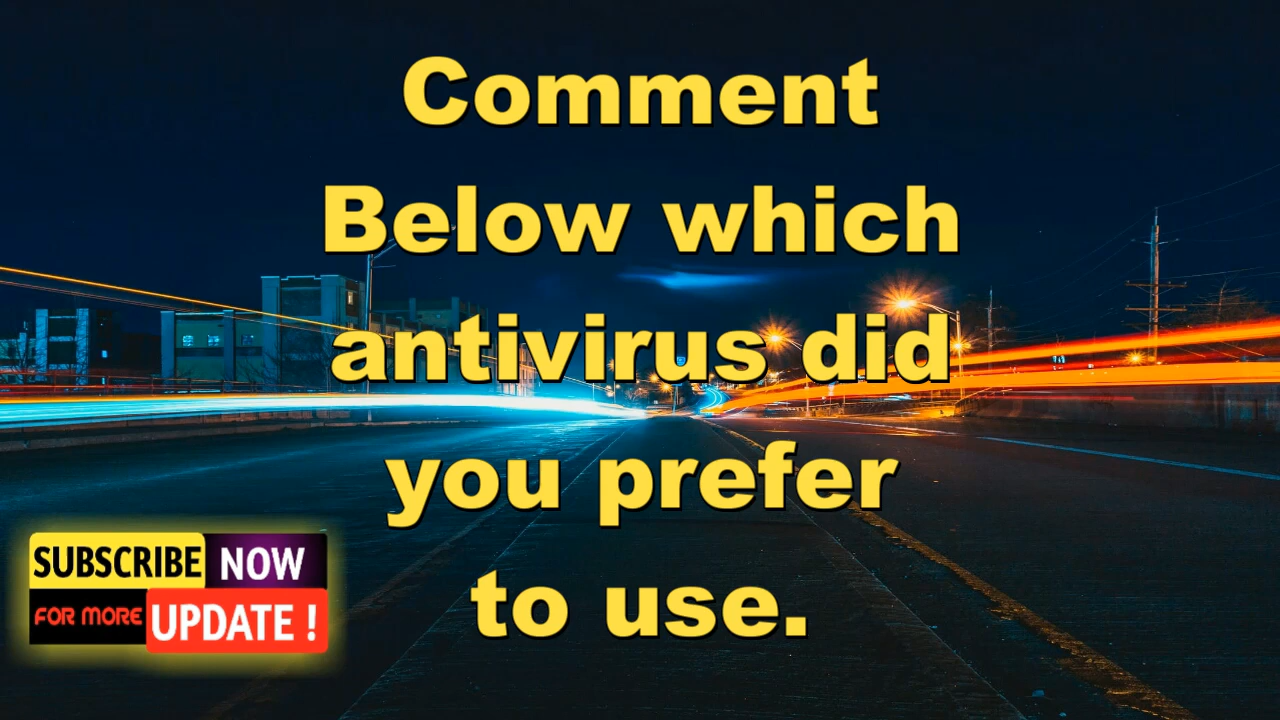 Comment
Below which
antivirus did
you prefer
to use.
SUBSCRIBE NOW
FOR MORE UPDATE !